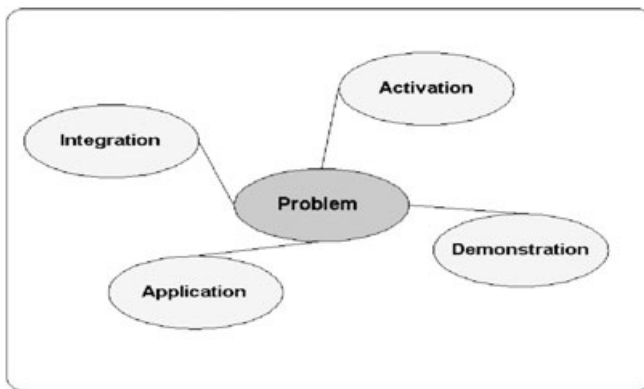 Activation
Integration
Problem
Demonstration
Application